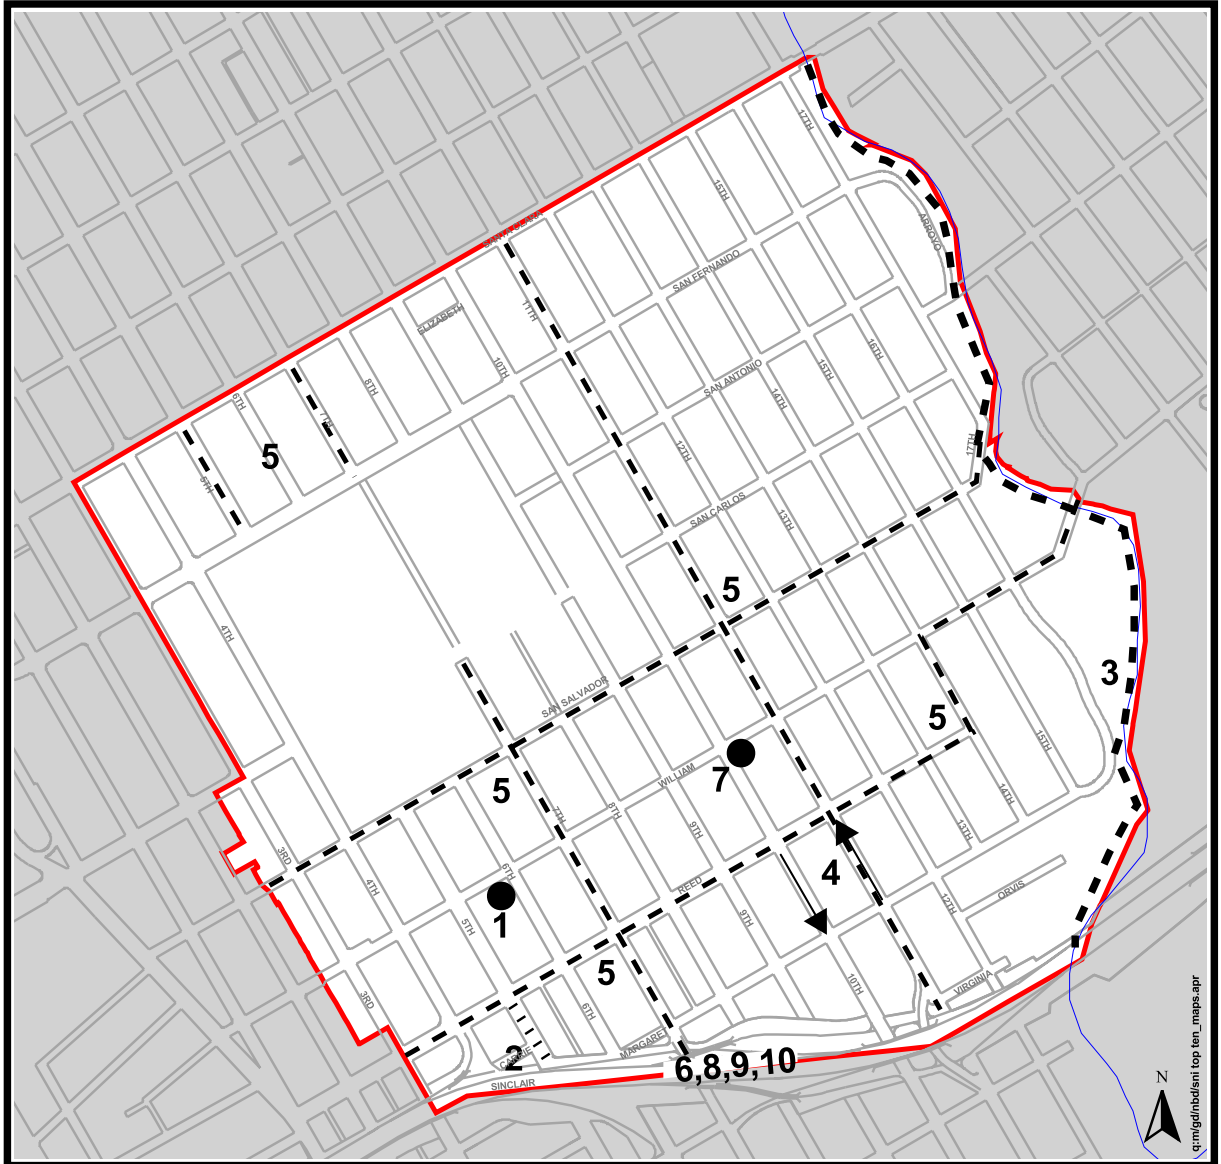 17TH
15TH
SANTA CLARA
ARROYO
SAN FERNANDO
11TH
ELIZABETH
10TH
16TH
15TH
SAN ANTONIO
14TH
8TH
6TH
7TH
12TH
17TH
5
5TH
SAN CARLOS
13TH
5
4TH
3
SAN SALVADOR
5
15TH
7
WILLIAM
5
14TH
7TH
8TH
9TH
13TH
3RD
6TH
4
4TH
REED
ORVIS
12TH
1
5TH
9TH
5
10TH
VIRGINIA
3RD
6TH
MARGARET
2
CARRIE
6,8,9,10
SINCLAIR
N
q:m/gd/nbd/sni top ten_maps.apr